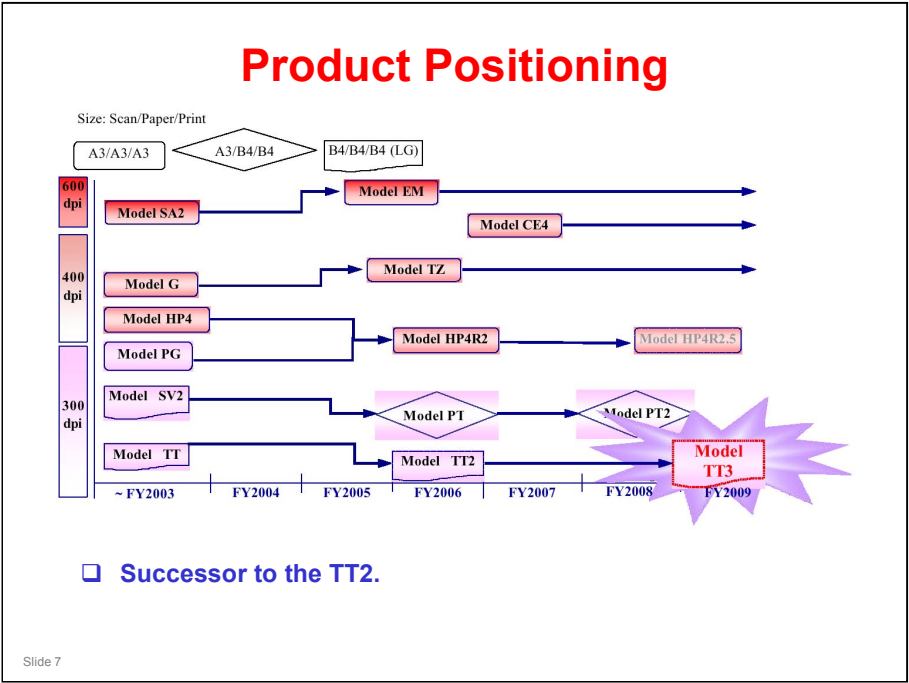 Product Positioning
Size: Scan/Paper/Print
A3/A3/A3
A3/B4/B4
B4/B4/B4 (LG)
600
dpi
Model EM
Model SA2
Model CE4
400
dpi
Model TZ
Model G
Model HP4
Model HP4R2
Model HP4R2.5
Model PG
300
dpi
Model SV2
Model PT
Model PT2
Model TT
Model TT2
Model
TT3
~ FY2003
FY2004
FY2005
FY2006
FY2007
FY2008
FY2009
Successor to the TT2.
Slide 7